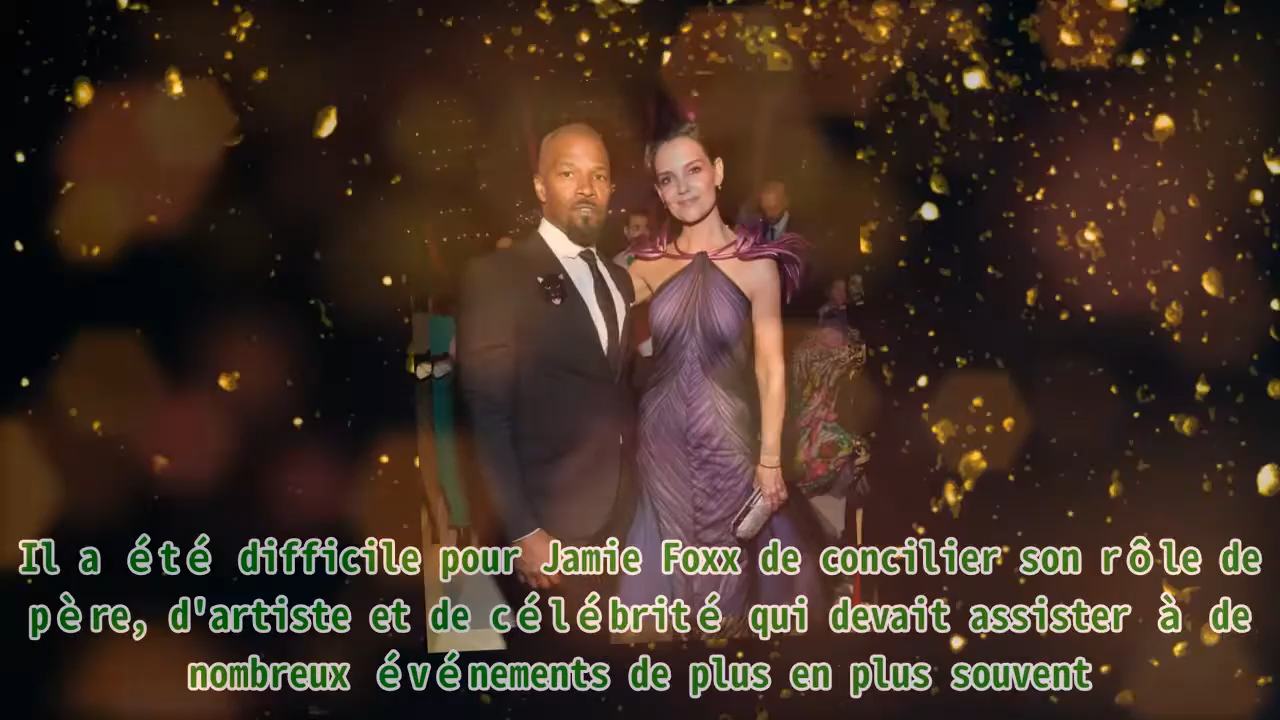 Il a été difficile pour Jamie Foxx de concilier son rôle de
père, d'artiste et de célébrité qui devait assister à de
nombreux événements de plus en plus souvent